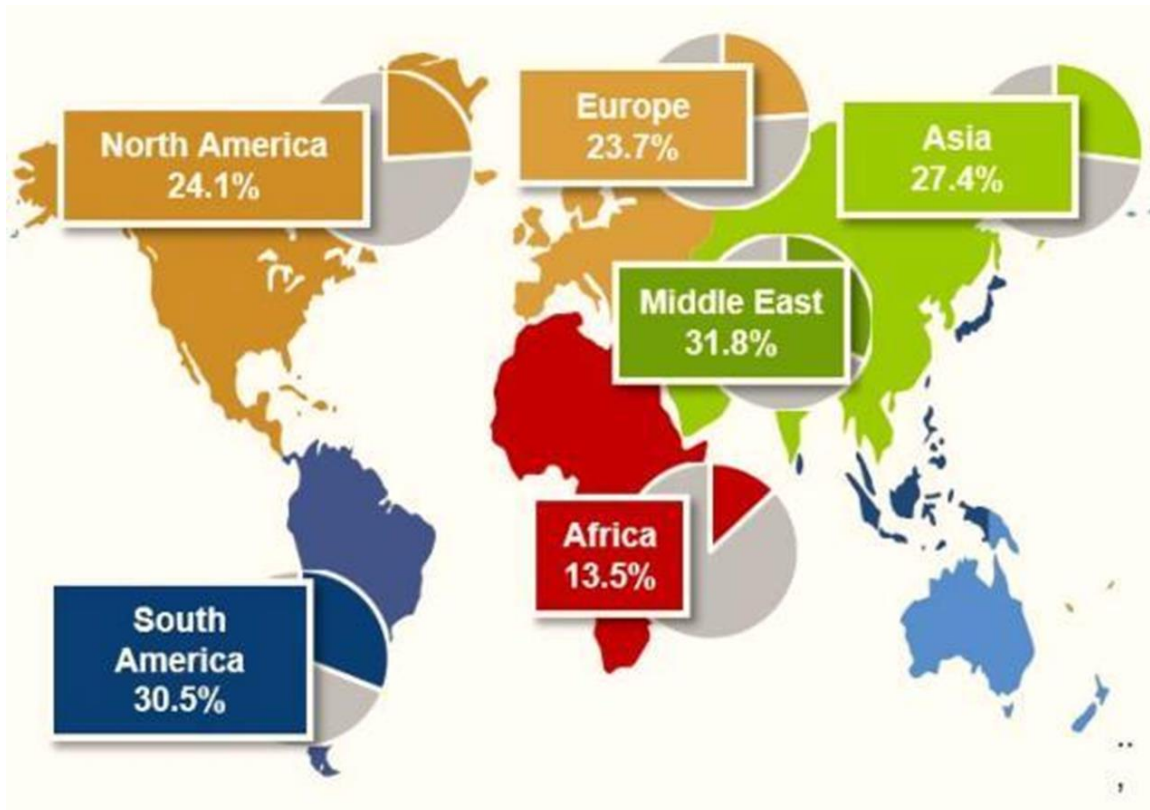 North America
24.1%
Europe
23.7%
Asia
27.4%
Middle East
31.8%
Africa
13.5%
South
America
30.5%